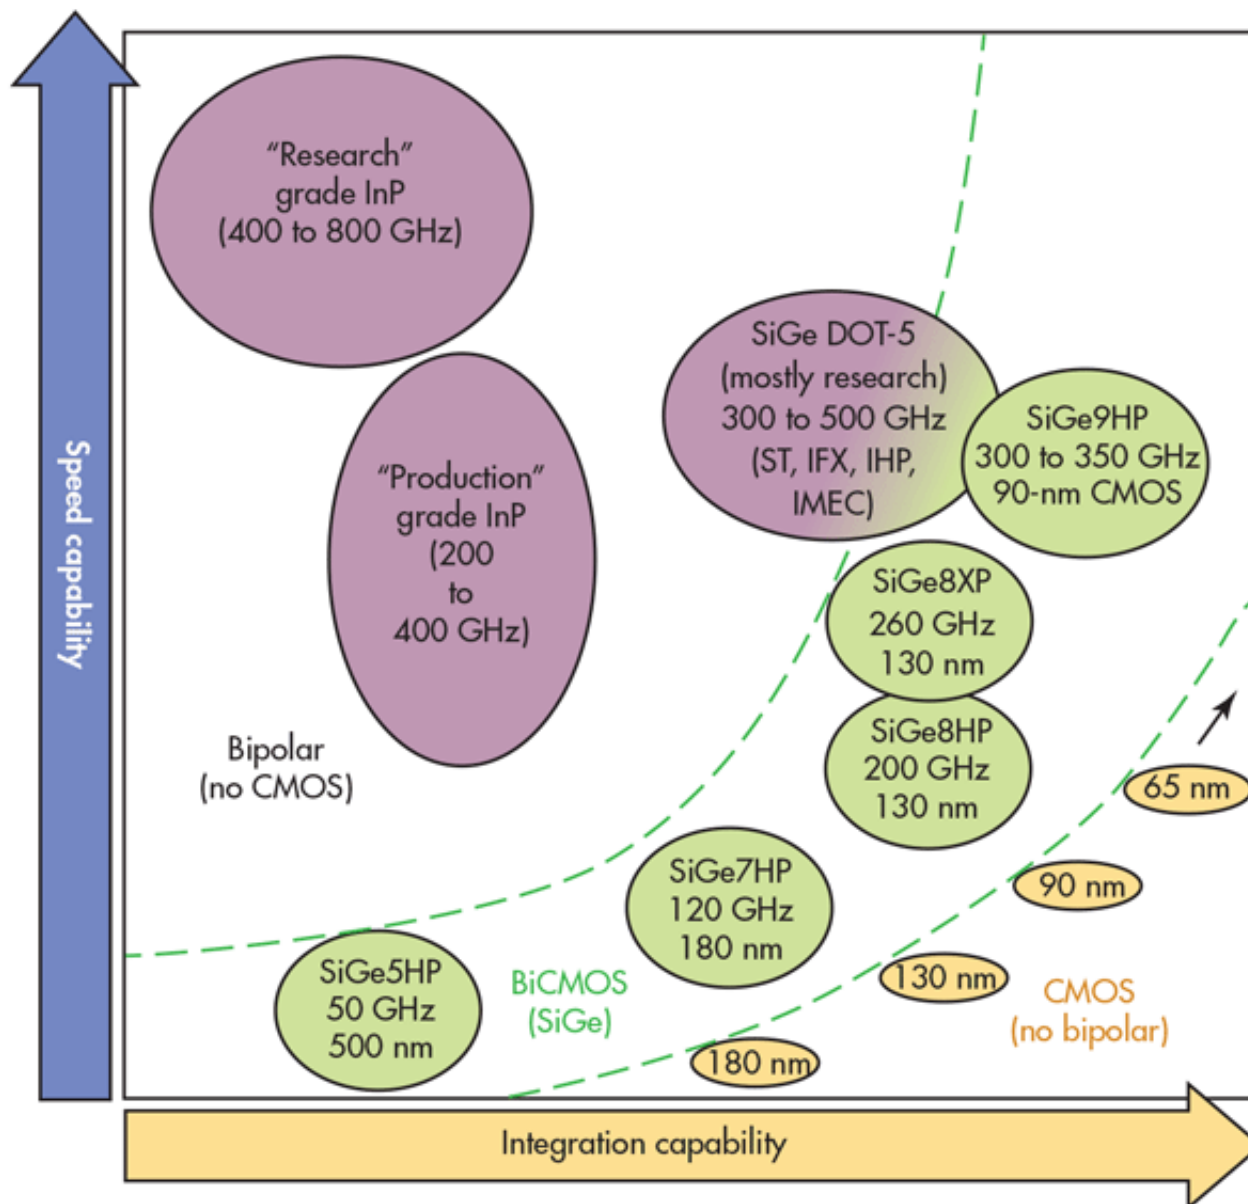 “Research”
grade InP
(400 to 800 GHz)
SiGe DOT-5
(mostly research)
300 to 500 GHz
(ST, IFX, IHP,
IMEC)
SiGe9HP
300 to 350 GHz
90-nm CMOS
“Production”
grade InP
(200
to
400 GHz)
Speed capability
SiGe8XP
260 GHz
130 nm
SiGe8HP
200 GHz
130 nm
Bipolar
(no CMOS)
65 nm
SiGe7HP
120 GHz
180 nm
90 nm
SiGe5HP
50 GHz
500 nm
BiCMOS
(SiGe)
130 nm
CMOS
(no bipolar)
180 nm
Integration capability